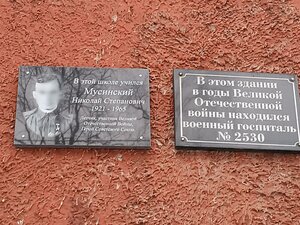 В этой школе учился
Мусинский
Николай Степанович
1921 - 1965
Летчик, участник Великой
Отечественной Войны,
Герой Советского Союза.
В этом здании
в годы Великой
Отечественной
войны находился
военный госпиталь
№ 2530